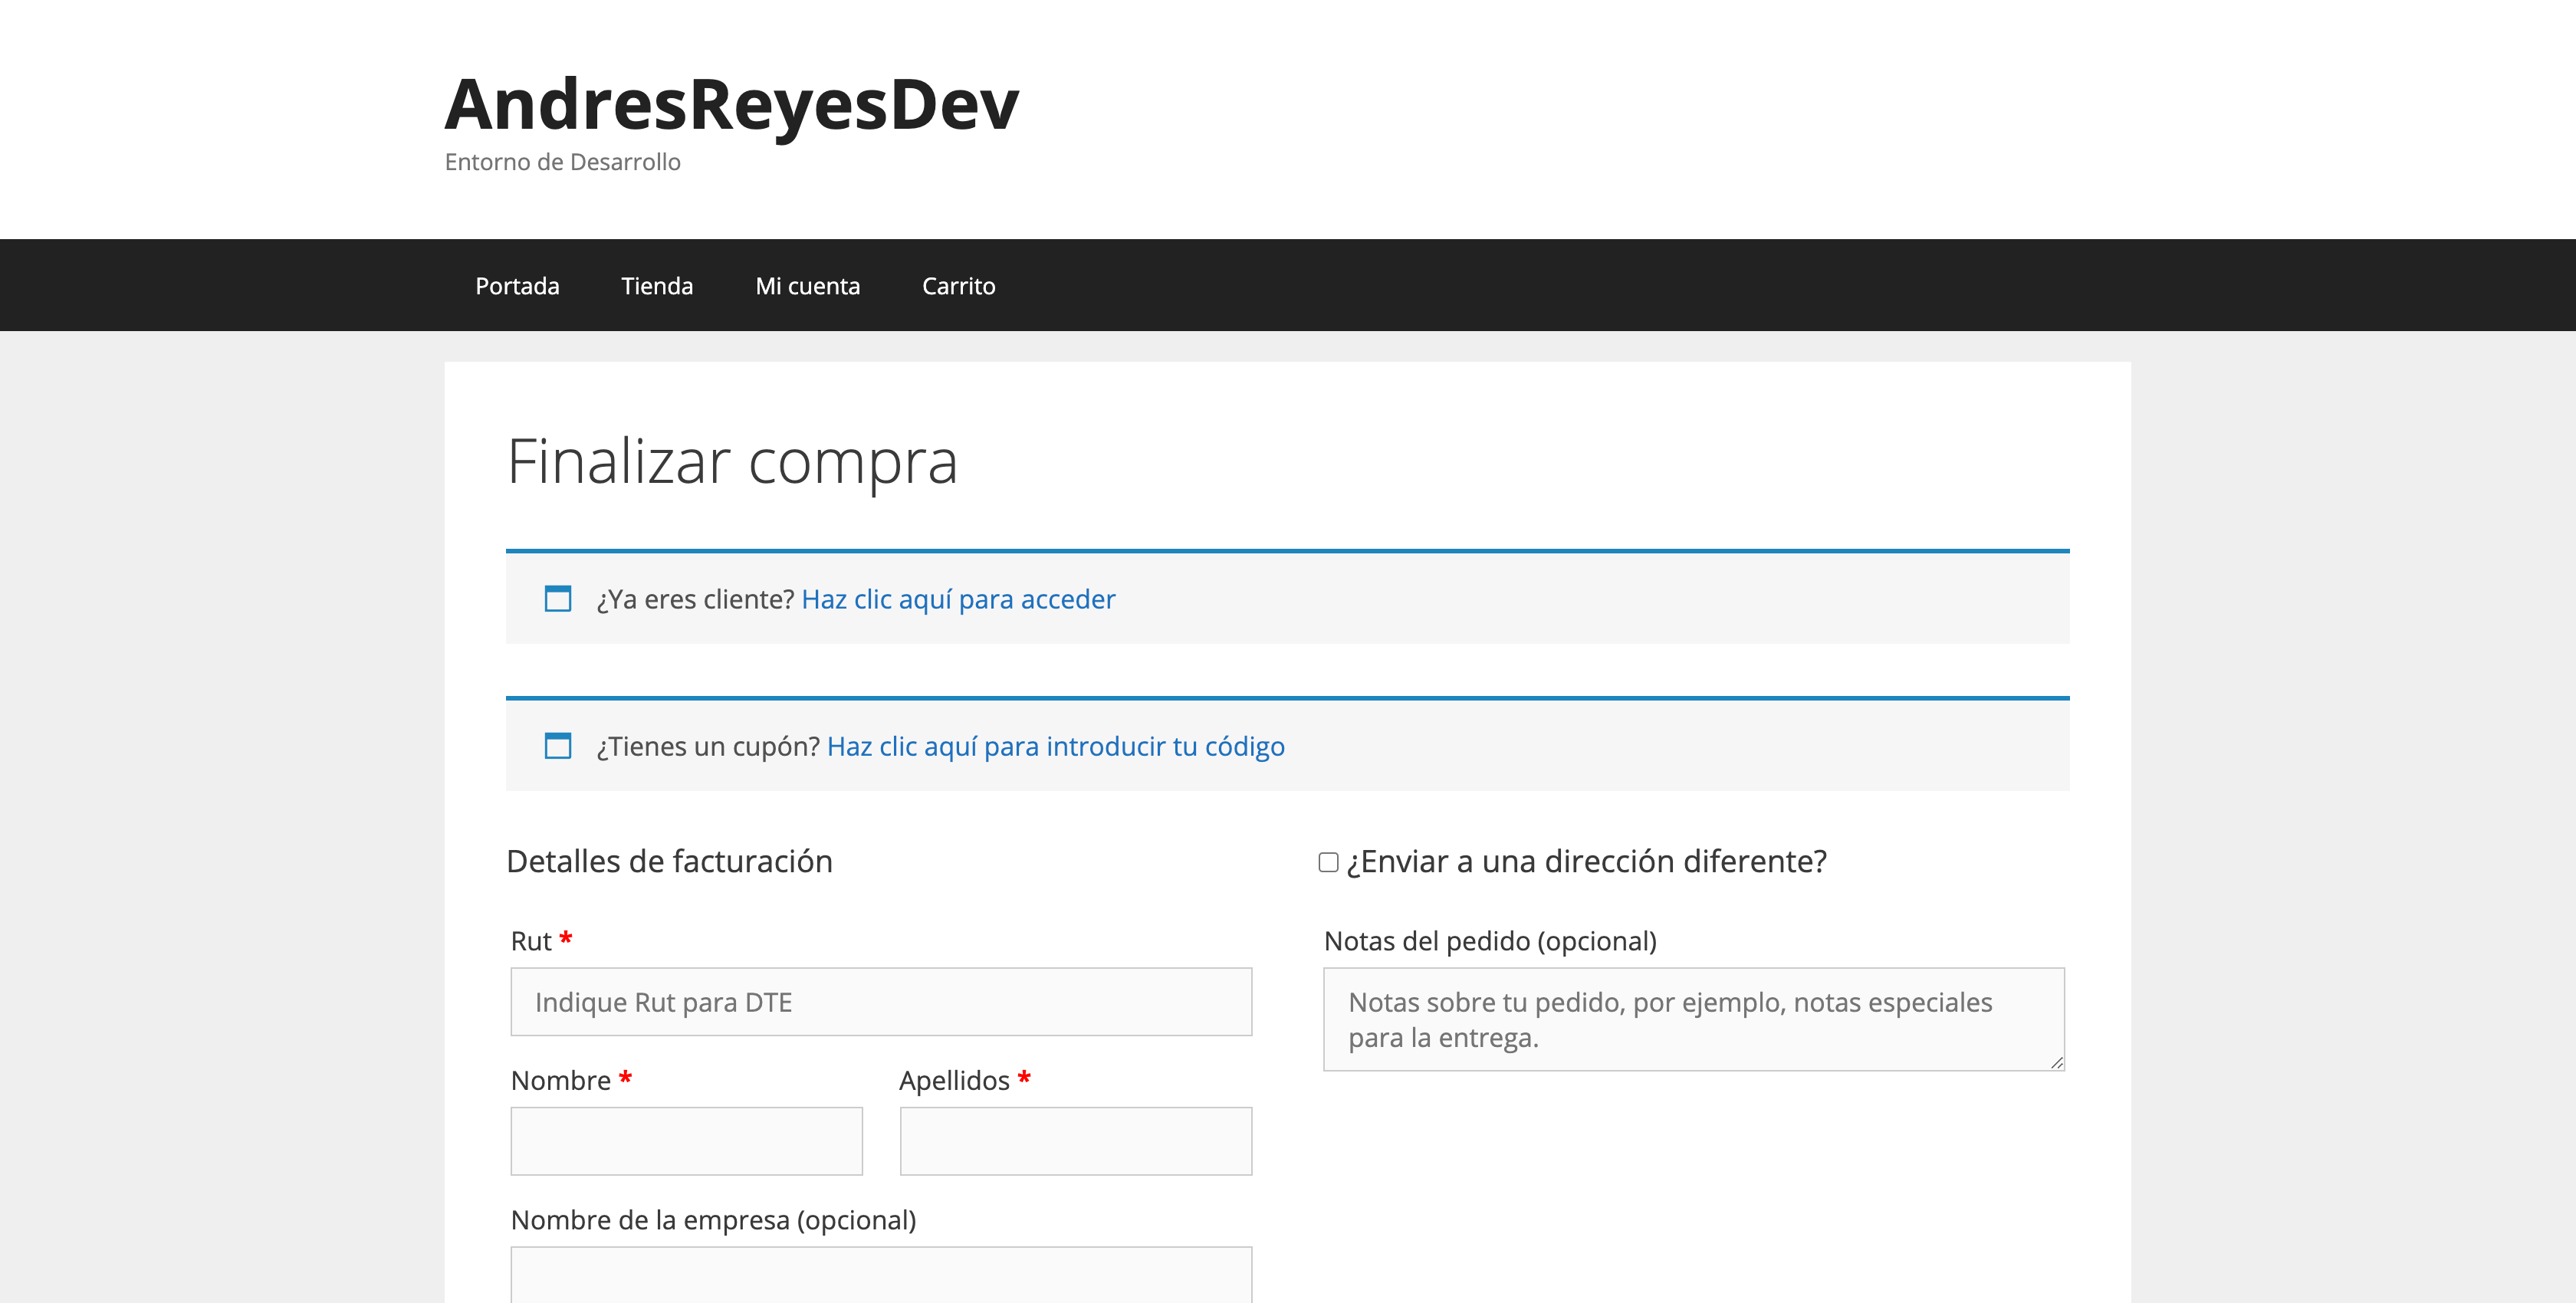 AndresReyesDev
Entorno de Desarrollo
Portada Tienda Mi cuenta Carrito
Finalizar compra
¿Ya eres cliente? Haz clic aquí para acceder
¿Tienes un cupón? Haz clic aquí para introducir tu código
Detalles de facturación
Rut *
Indique Rut para DTE
Nombre * Apellidos *
Nombre de la empresa (opcional)
¿Enviar a una dirección diferente?
Notas del pedido (opcional)
Notas sobre tu pedido, por ejemplo, notas especiales
para la entrega.